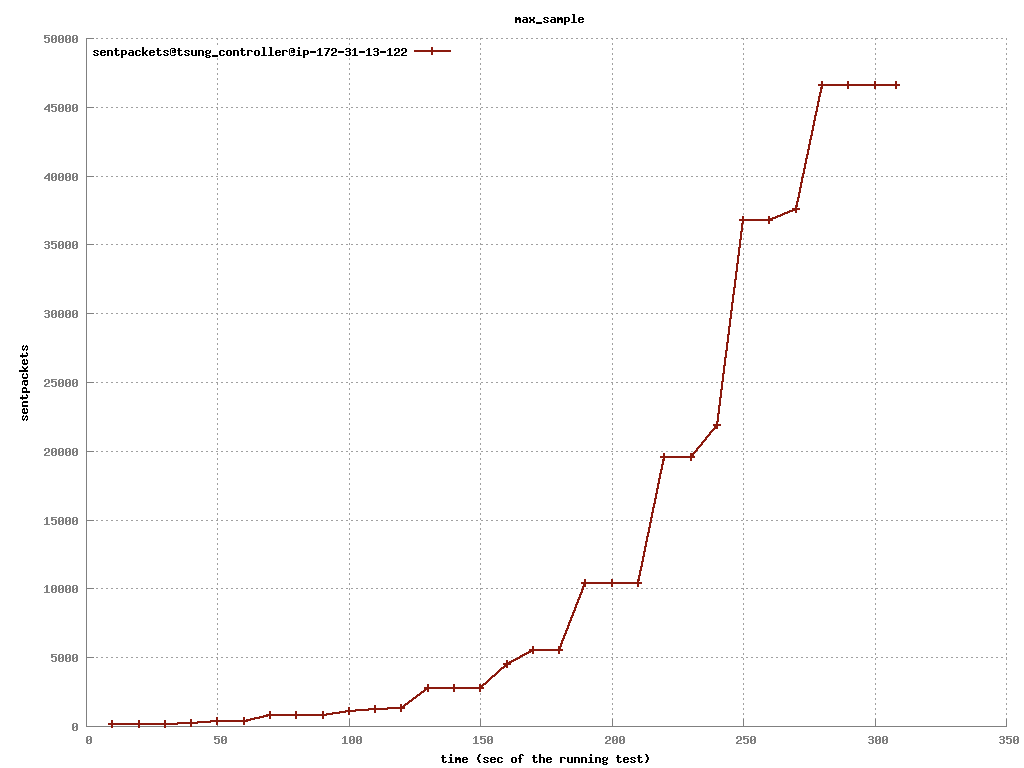 max_sample
50000
sentpackets@tsung_controller@ip-172-31-13-122
45000
40000
35000
30000
25000
20000
15000
10000
5000
0
sentpackets
0 50 100 150 200 250 300 350
time (sec of the running test)